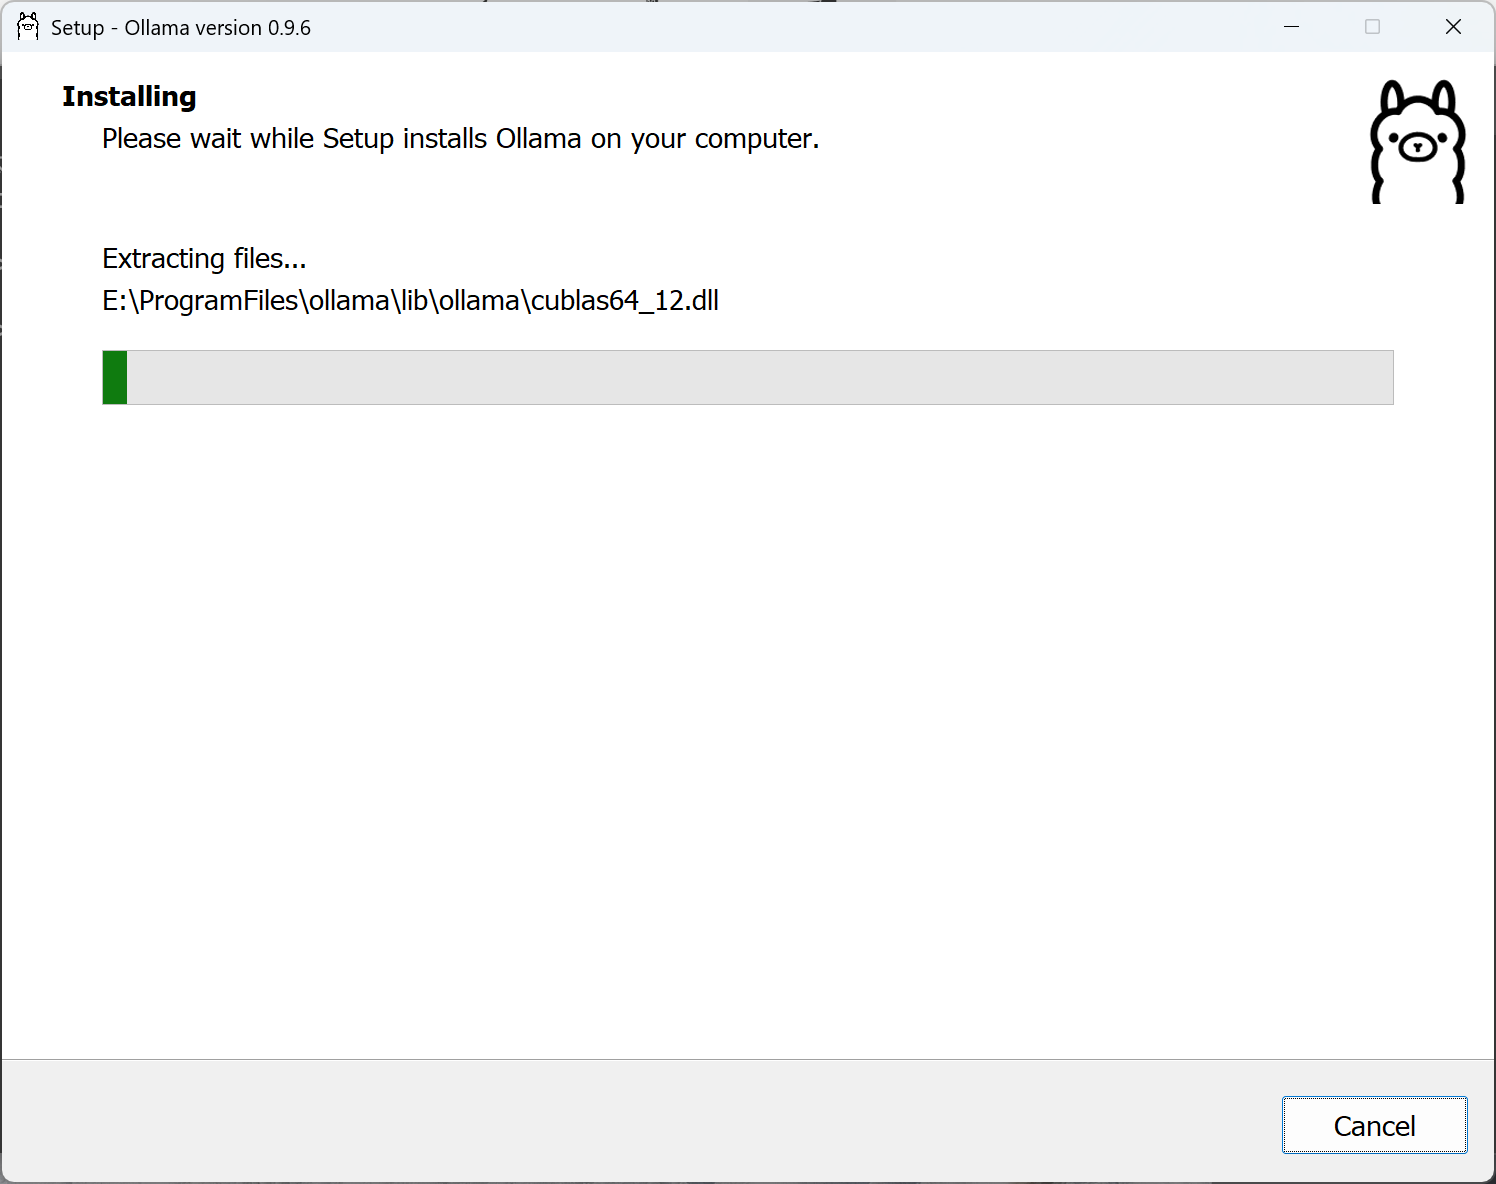 Setup - Ollama version 0.9.6
Installing
Please wait while Setup installs Ollama on your computer.
Extracting files...
E:\ProgramFiles\ollama\lib\ollama\cublas64_12.dll
Cancel